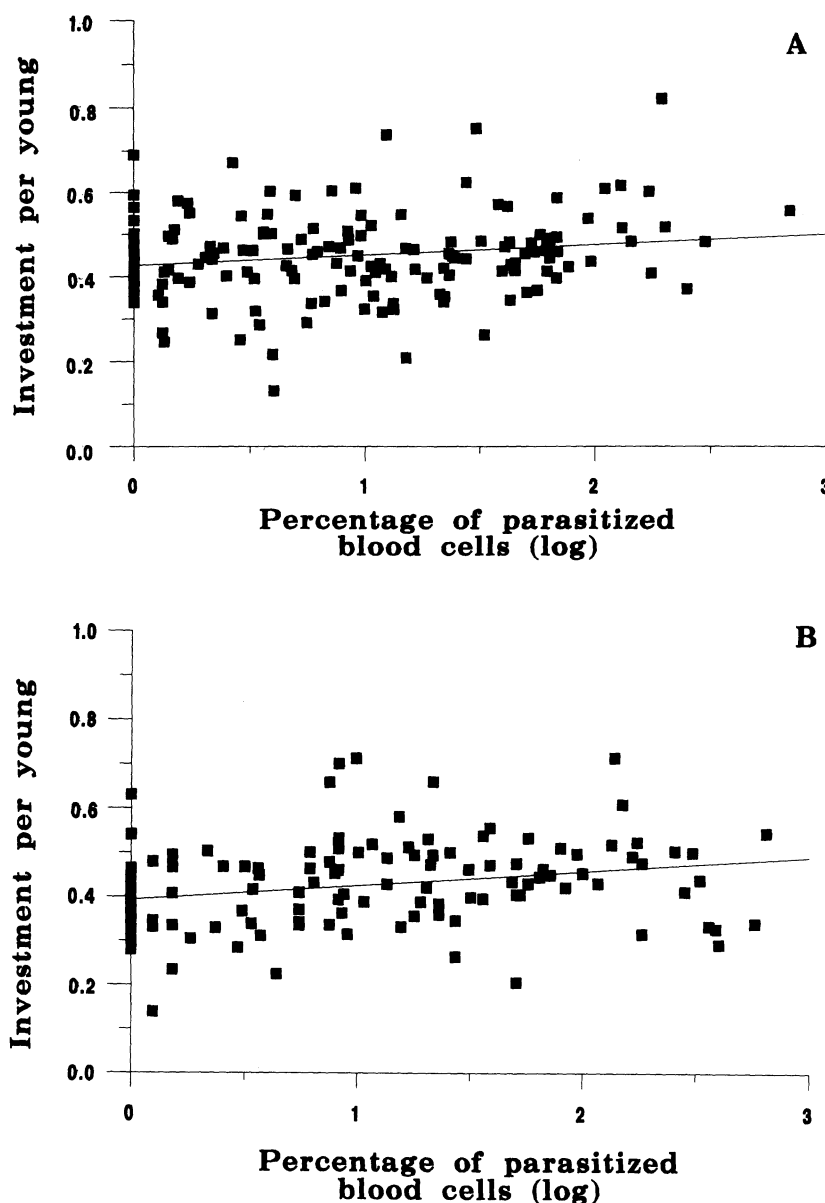 A
1.0
0.8
0.6
0.4
0.2
0.0
Investment per young
0
1
2
3
Percentage of parasitized
blood cells (log)
B
1.0
0.8
0.6
0.4
0.2
0.0
Investment per young
0
1
2
3
Percentage of parasitized
blood cells (log)